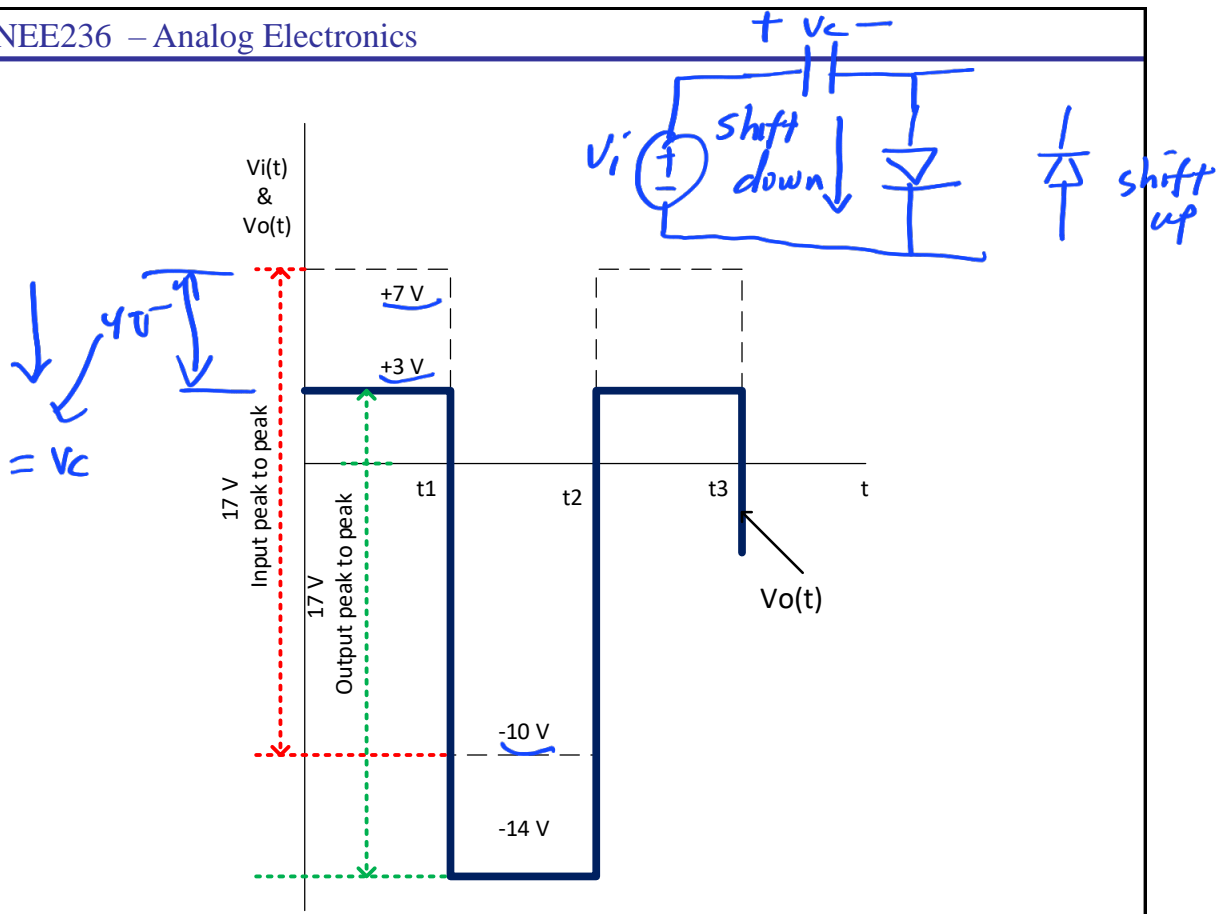 NEE236 – Analog Electronics
+ Vc −
Vi(t)
&
Vo(t)
Vi
+
−
shift
down
shift
up
+7 V
4V
+3 V
= Vc
17 V
Input peak to peak
17 V
Output peak to peak
t1
t2
t3
t
Vo(t)
-10 V
-14 V